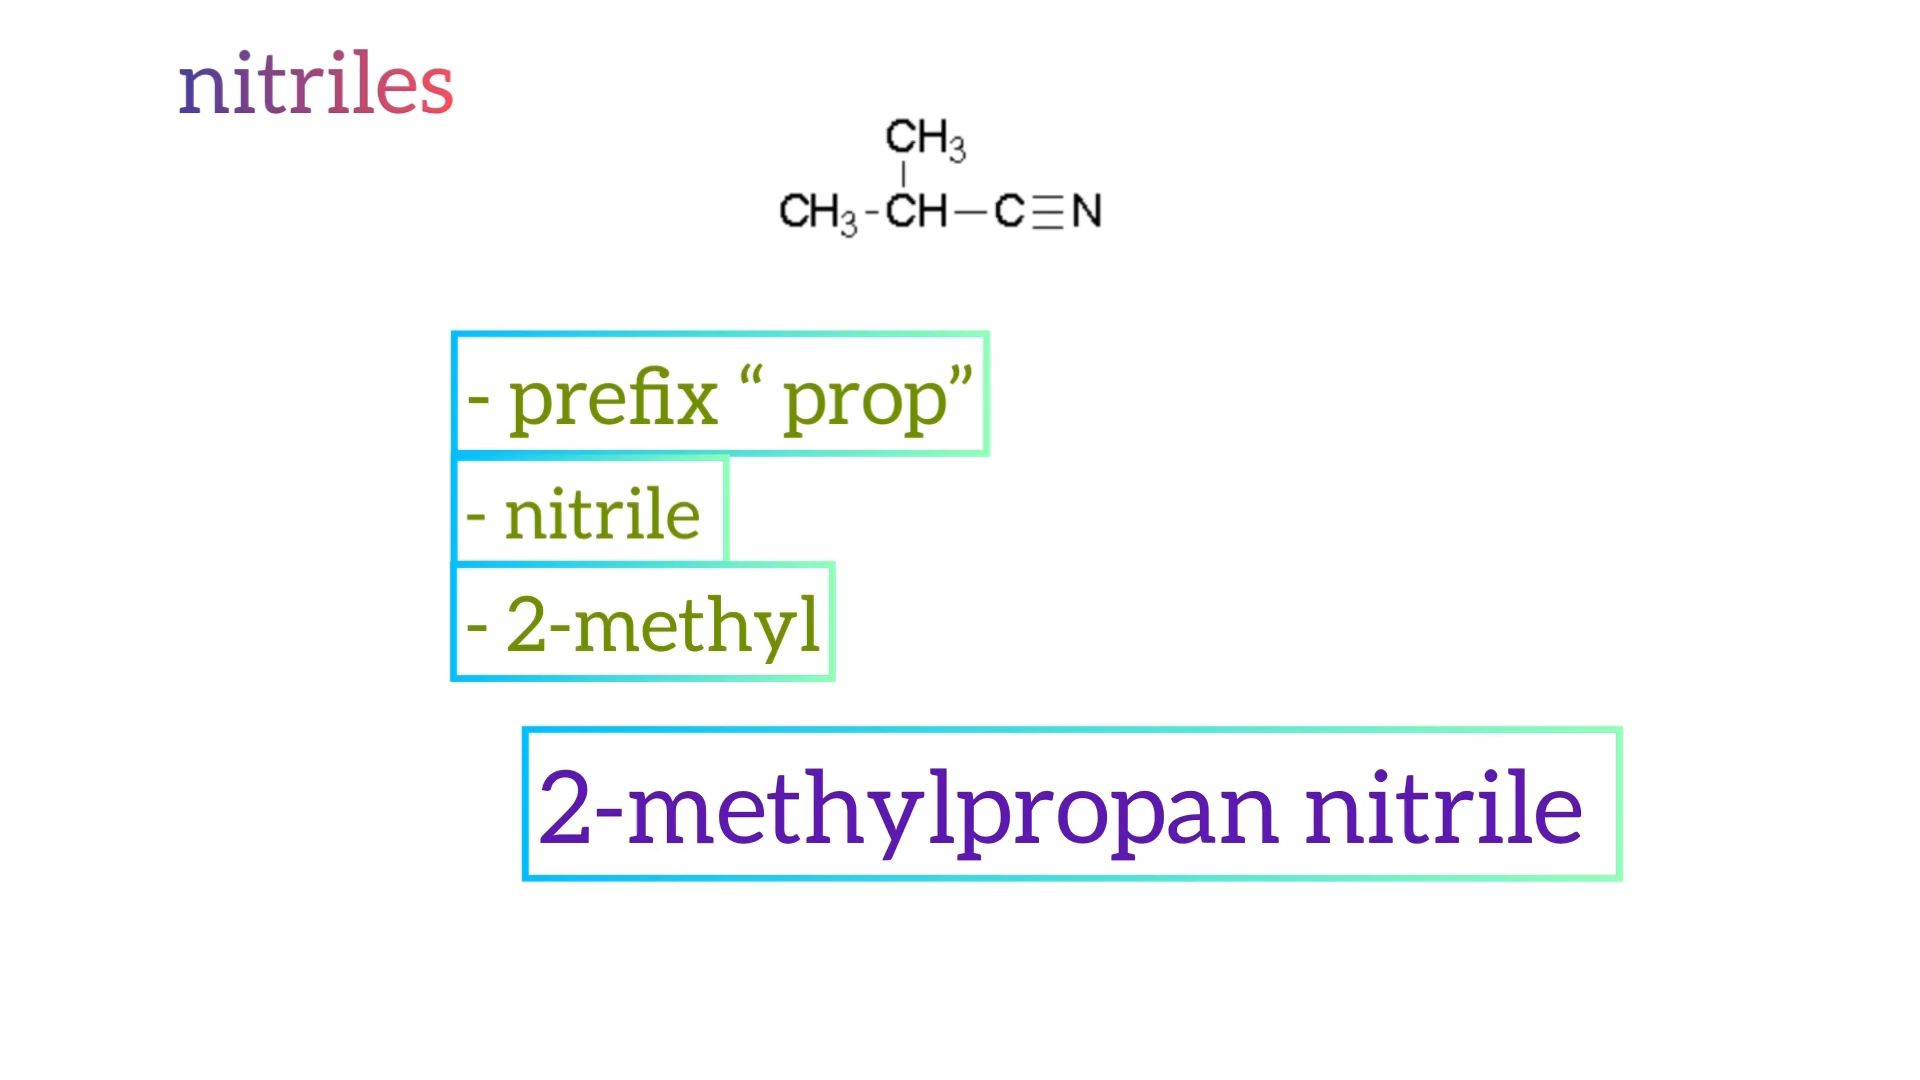 nitriles
CH3
CH3-CH—C≡N
- prefix “ prop”
- nitrile
- 2-methyl
2-methylpropan nitrile